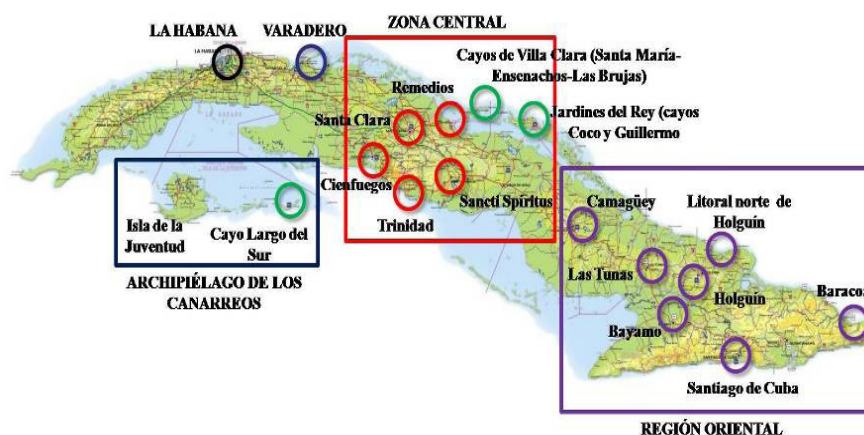 ZONA CENTRAL
LA HABANA
VARADERO
Cayos de Villa Clara (Santa María-
Ensenachos-Las Brujas)
Remedios
Santa Clara
Jardines del Rey (cayos
Coco y Guillermo
Cienfuegos
Sancti Spíritus
Trinidad
Isla de la
Juventud
Cayo Largo del
Sur
ARCHIPIÉLAGO DE LOS
CANARREOS
Camagüey
Litoral norte de
Holguín
Las Tunas
Holguín
Baracoa
Bayamo
Santiago de Cuba
REGIÓN ORIENTAL